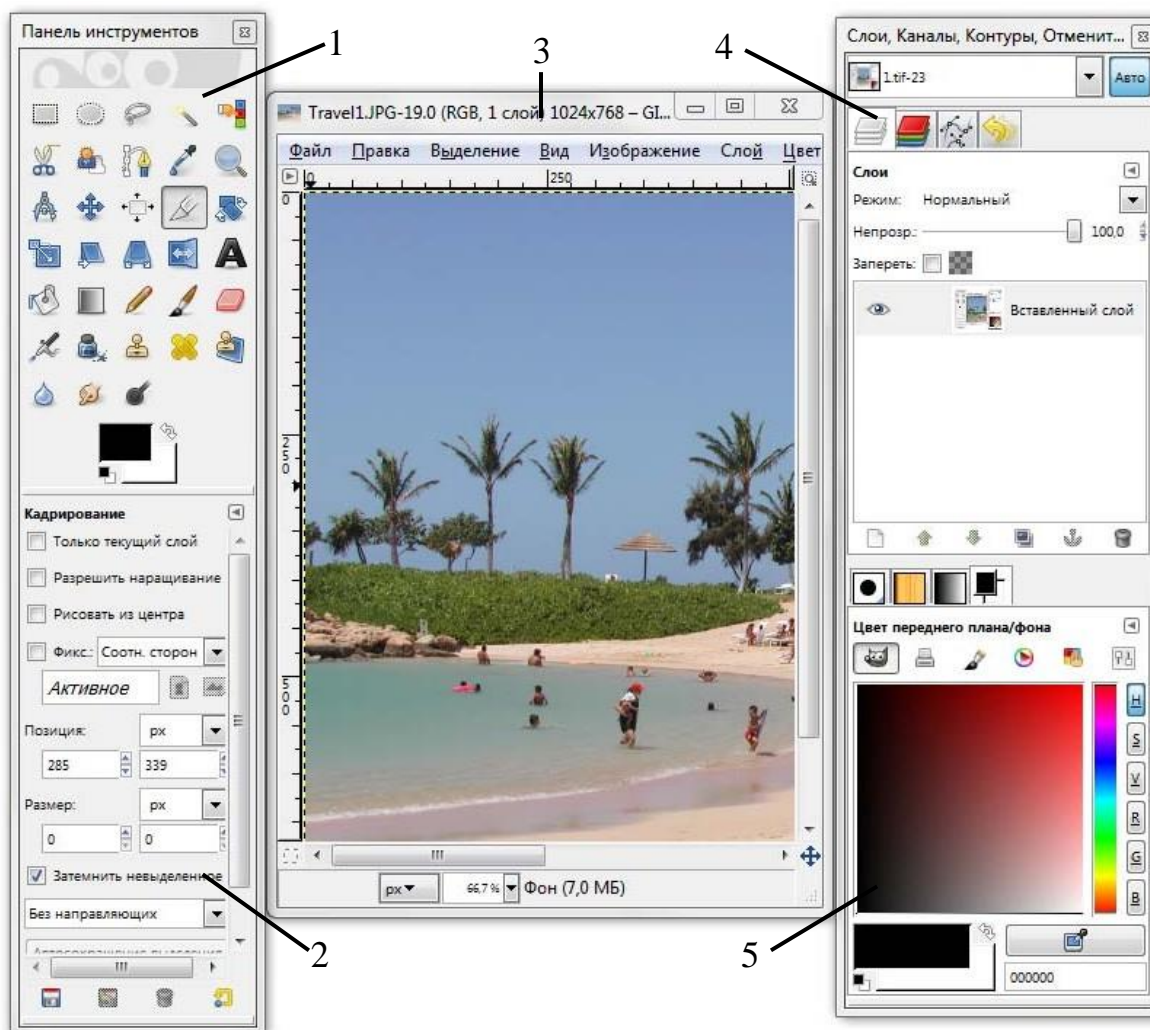 Панель инструментов
1
3
4
Слои, Каналы, Контуры, Отменит...
1.tif-23
Авто
Travel1.JPG-19.0 (RGB, 1 слой) 1024x768 – GI...
Файл Правка Выделение Вид Изображение Слой Цвет
0 250
0
250
500
Слои
Режим: Нормальный
Непрозр.: 100,0
Запереть:
Вставленный слой
Кадрирование
Только текущий слой
Разрешить наращивание
Рисовать из центра
Фикс.: Соотн. сторон
Активное
Позиция: px
285 339
Размер: px
0 0
Затемнить невыделенное
Без направляющих
2
px 66,7 % Фон (7,0 МБ)
Цвет переднего плана/фона
H
S
V
R
G
B
5
000000